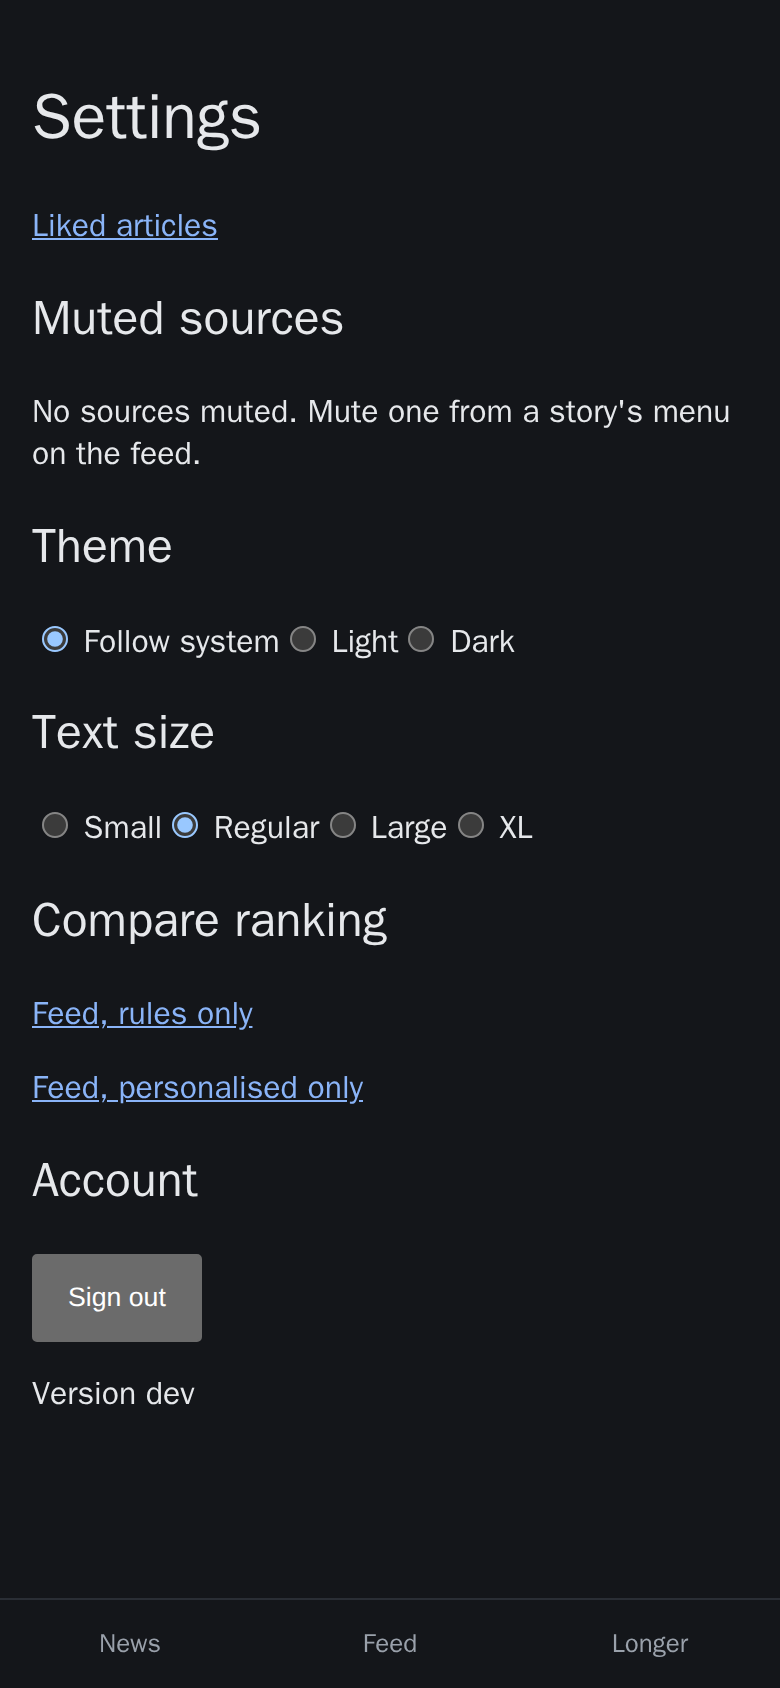 Settings
Liked articles
Muted sources
No sources muted. Mute one from a story's menu
on the feed.
Theme
Follow system Light Dark
Text size
Small Regular Large XL
Compare ranking
Feed, rules only
Feed, personalised only
Account
Sign out
Version dev
News Feed Longer